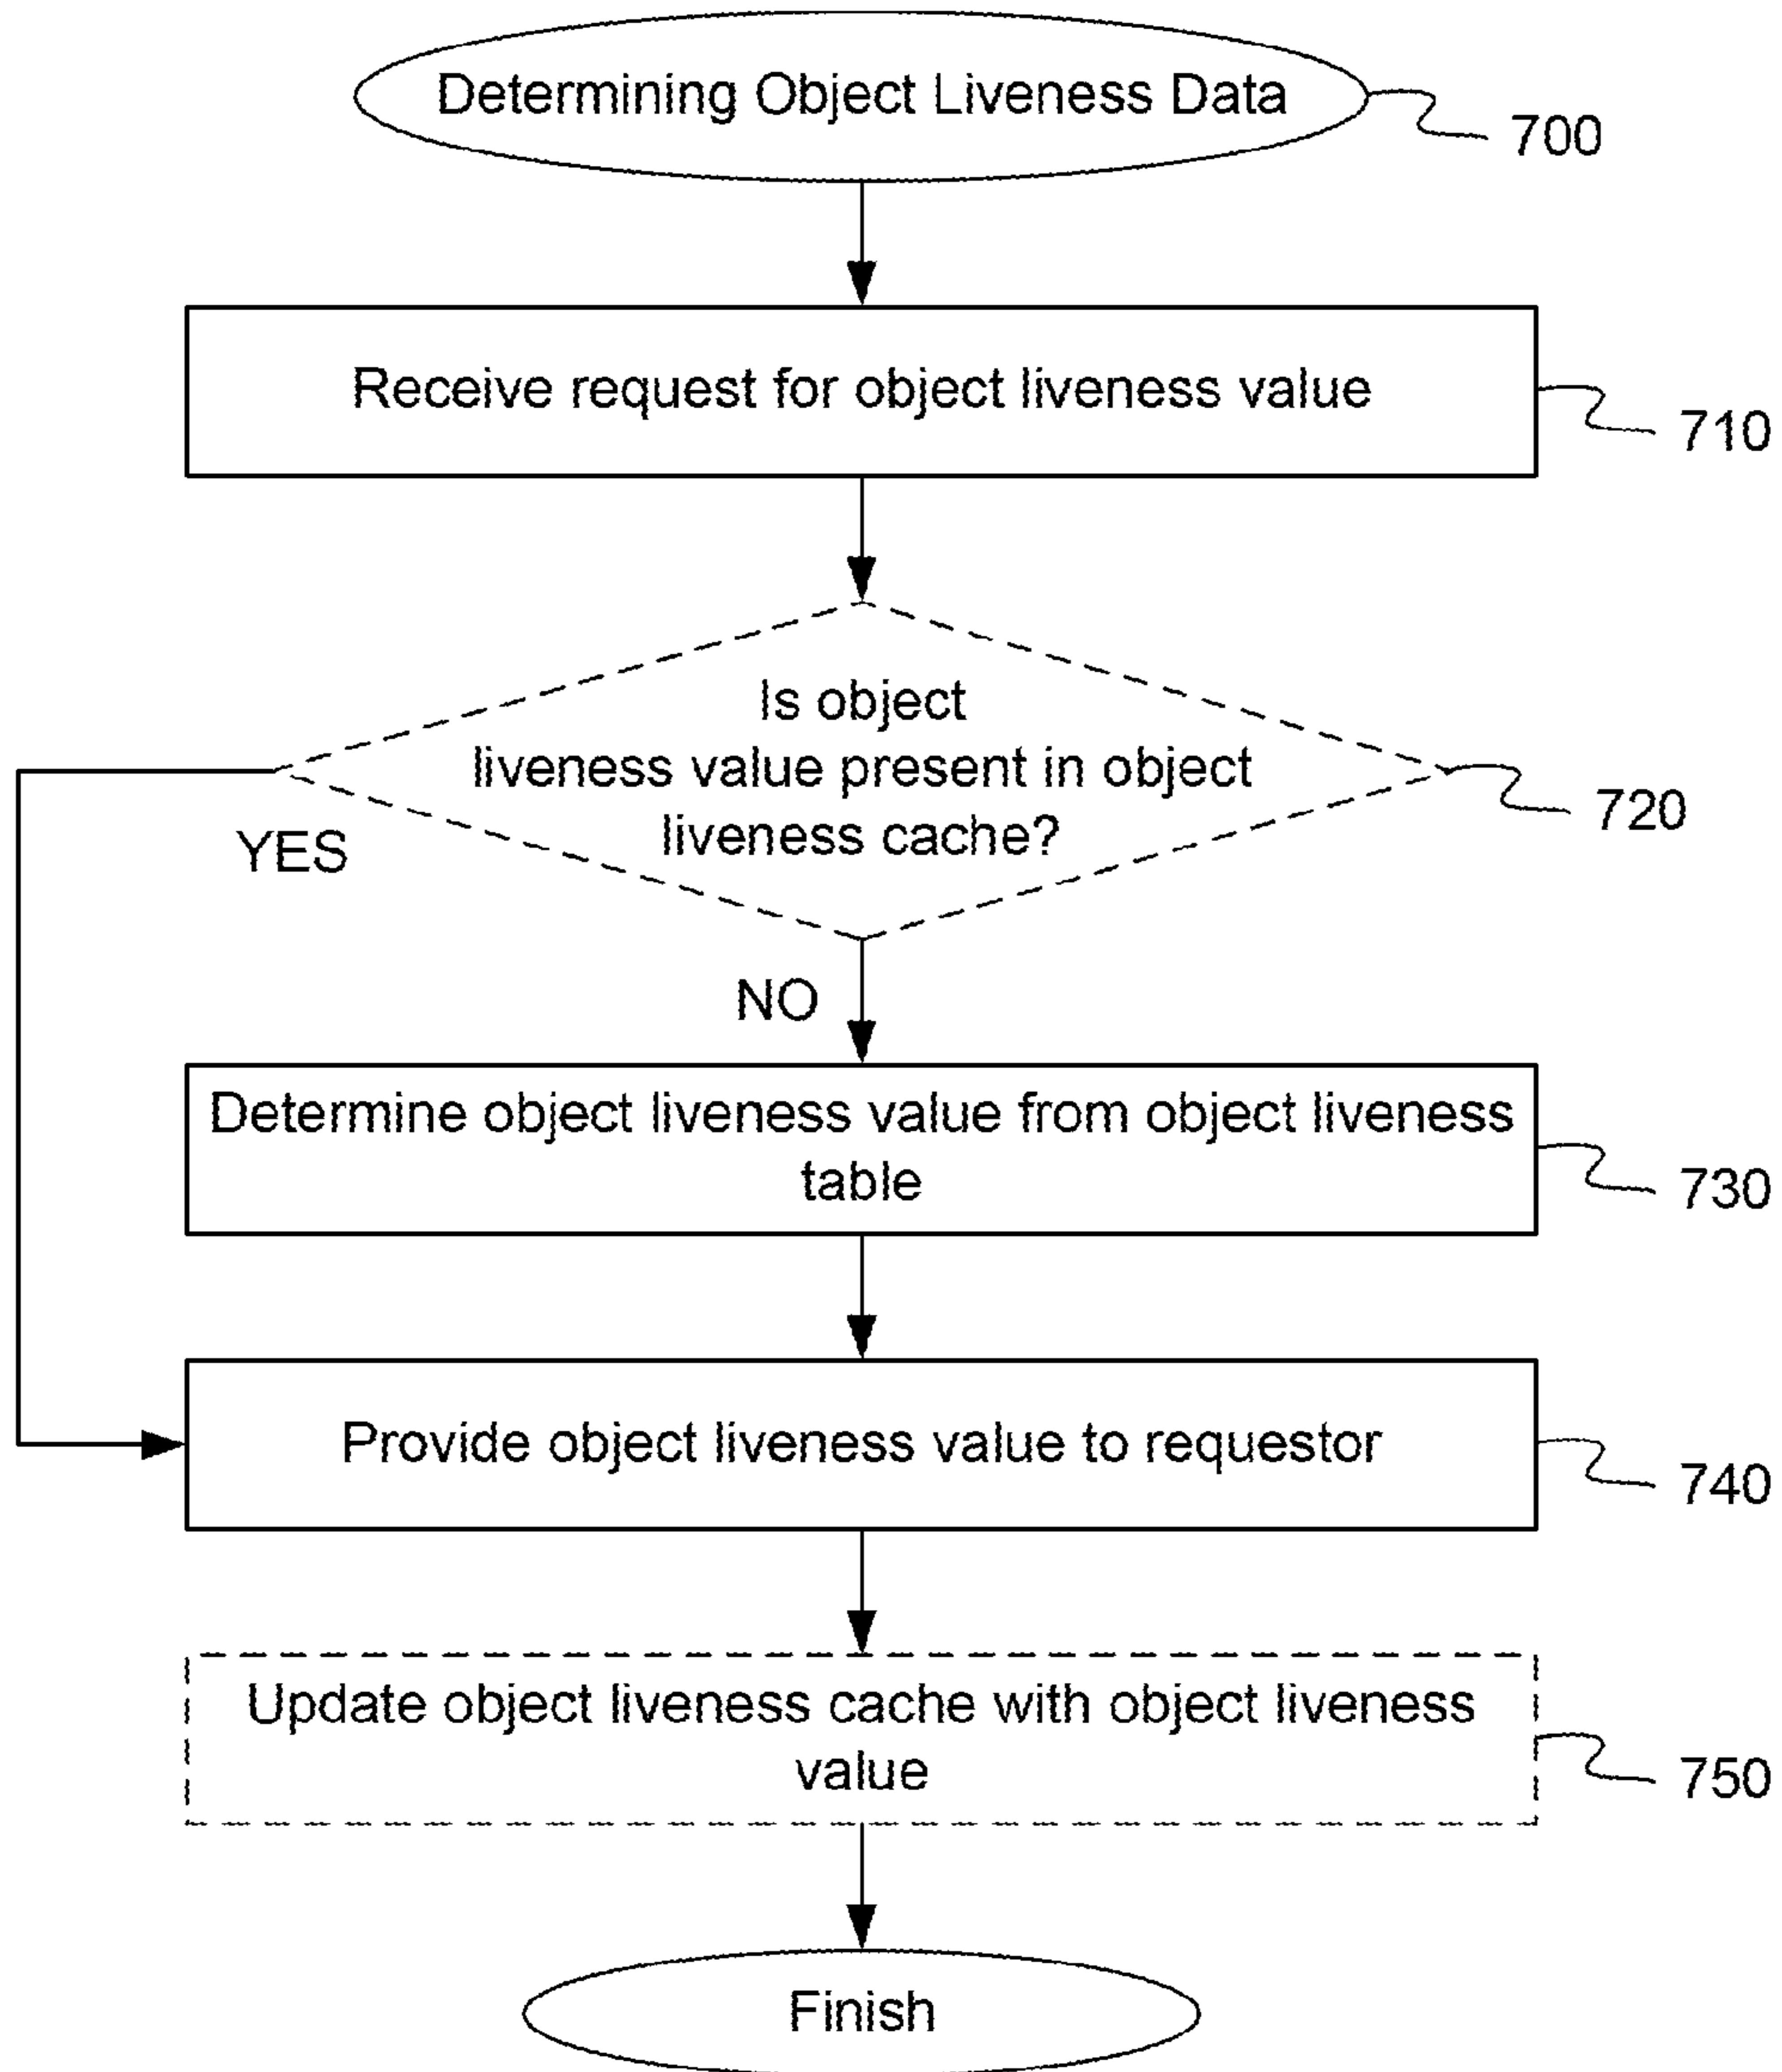 Determining Object Liveness Data
700
Receive request for object liveness value
710
Is object
liveness value present in object
liveness cache?
720
YES
NO
Determine object liveness value from object liveness
table
730
Provide object liveness value to requestor
740
Update object liveness cache with object liveness
value
750
Finish